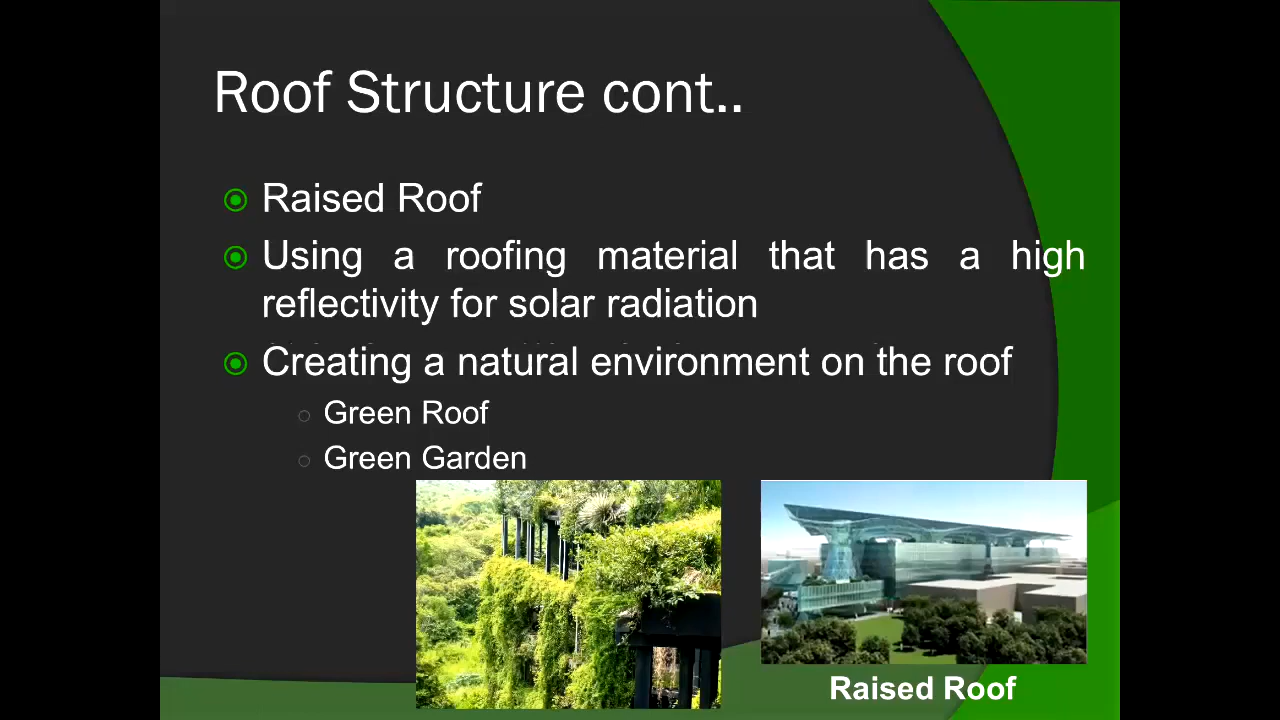 Roof Structure cont..
Raised Roof
Using a roofing material that has a high
reflectivity for solar radiation
Creating a natural environment on the roof
Green Roof
Green Garden
Raised Roof